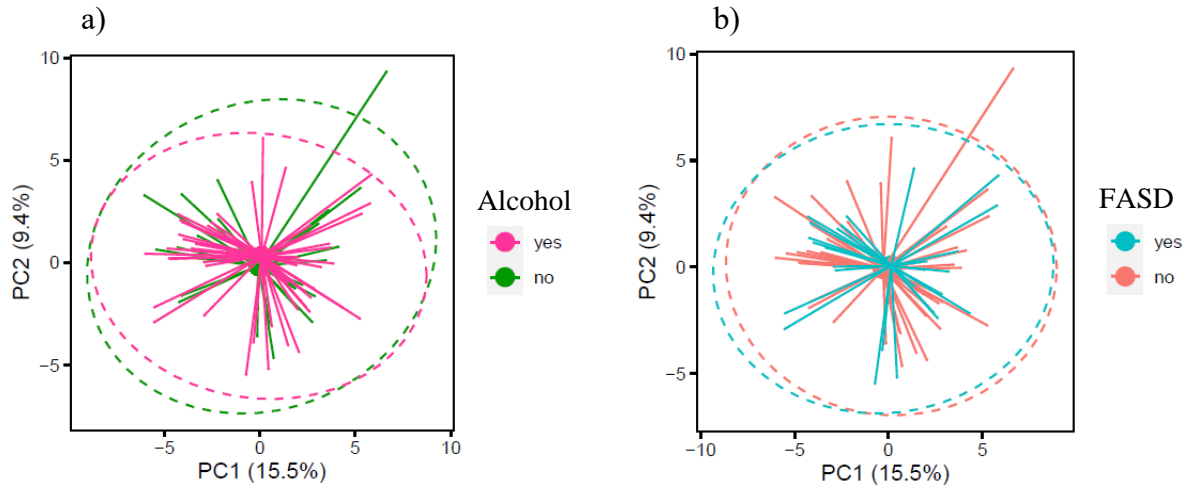 a)
10
5
0
−5
−5
0
5
10
PC2 (9.4%)
PC1 (15.5%)
Alcohol
yes
no
b)
10
5
0
−5
−10
−5
0
5
PC2 (9.4%)
PC1 (15.5%)
FASD
yes
no